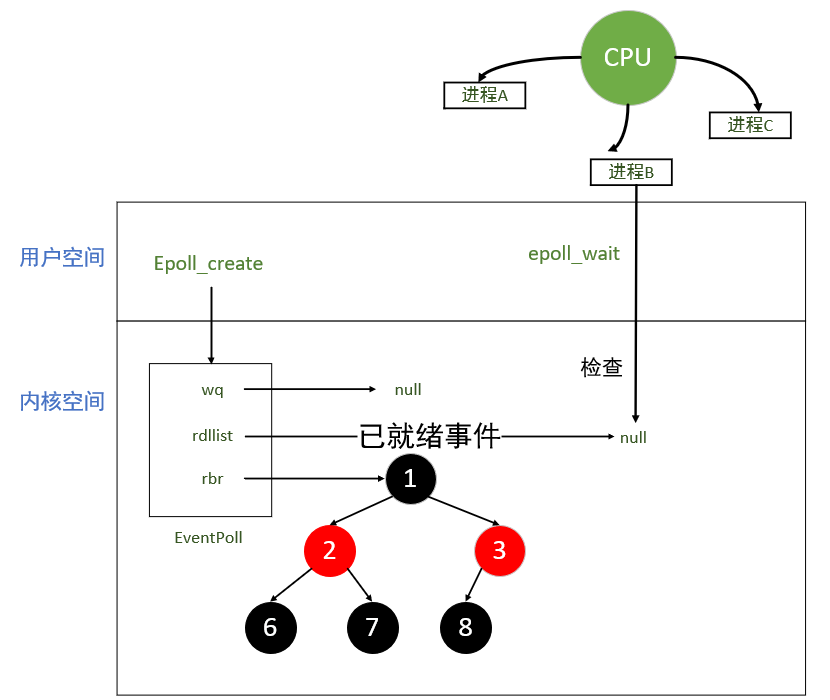 CPU
进程A
进程C
进程B
用户空间
Epoll_create
epoll_wait
检查
内核空间
wq
null
rdllist
已就绪事件
null
rbr
1
EventPoll
2
3
6
7
8